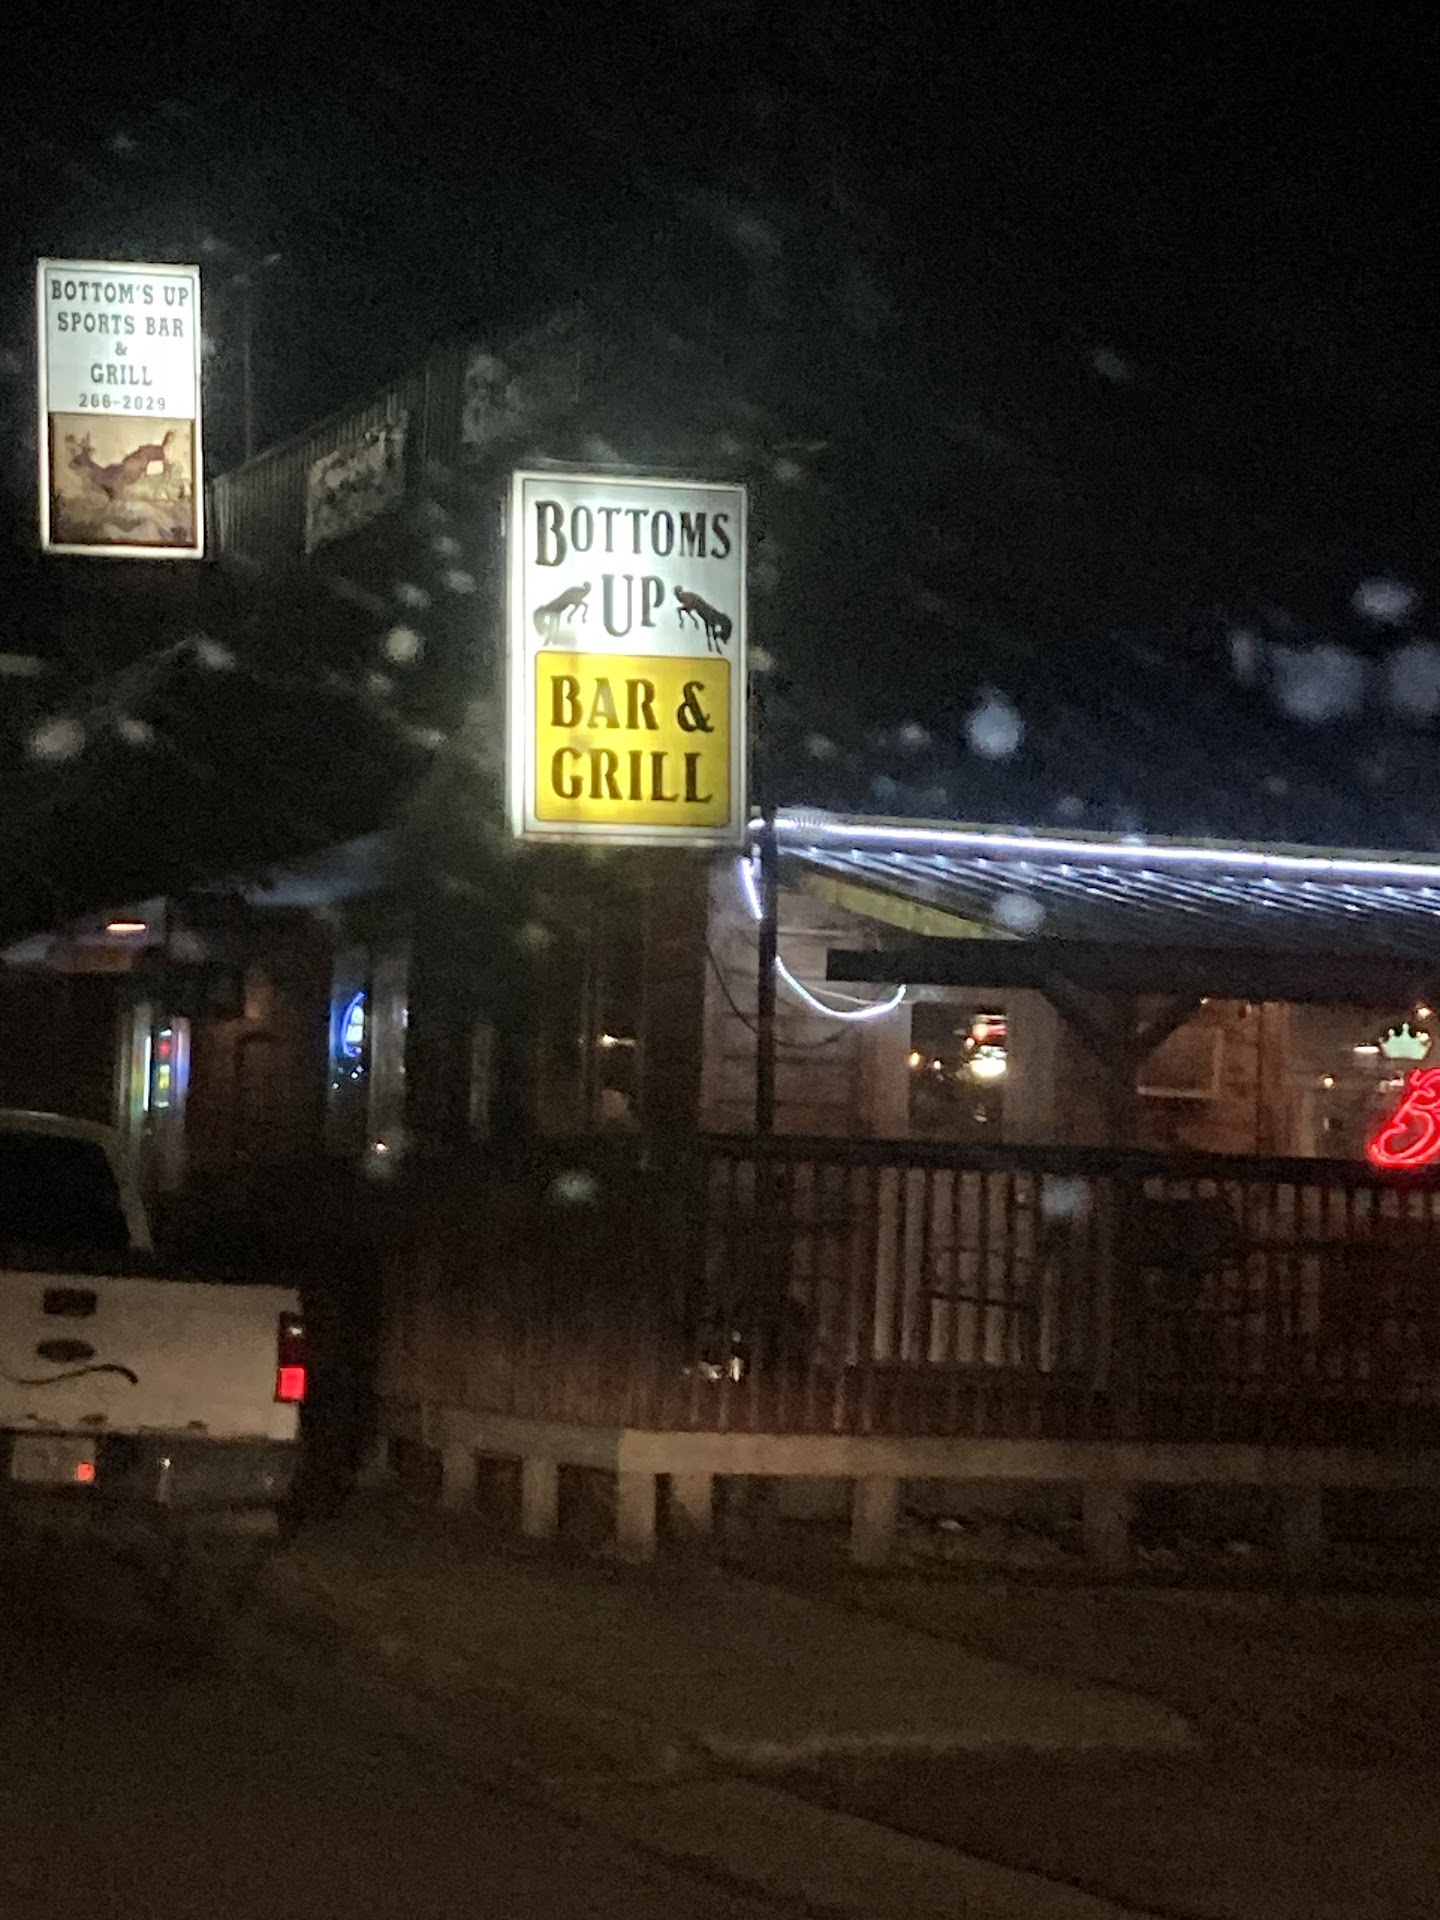 BOTTOM'S UP
SPORTS BAR
&
GRILL
266-2029
BOTTOMS
UP
BAR &
GRILL
B